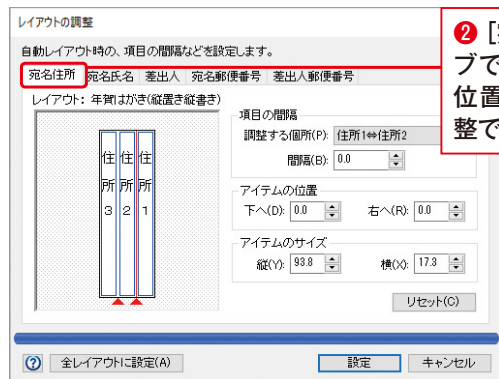 レイアウトの調整
自動レイアウト時の、項目の間隔などを設定します。
宛名住所 宛名氏名 差出人 宛名郵便番号 差出人郵便番号
レイアウト: 年賀はがき(縦置き縦書き)
住所3 住所2 住所1
項目の間隔
調整する個所(P): 住所1⇔住所2
間隔(B): 0.0
アイテムの位置
下へ(D): 0.0 右へ(R): 0.0
アイテムのサイズ
縦(Y): 93.8 横(X): 17.3
リセット(C)
? 全レイアウトに設定(A) 設定 キャンセル
❷ [
ブで
位置
整で